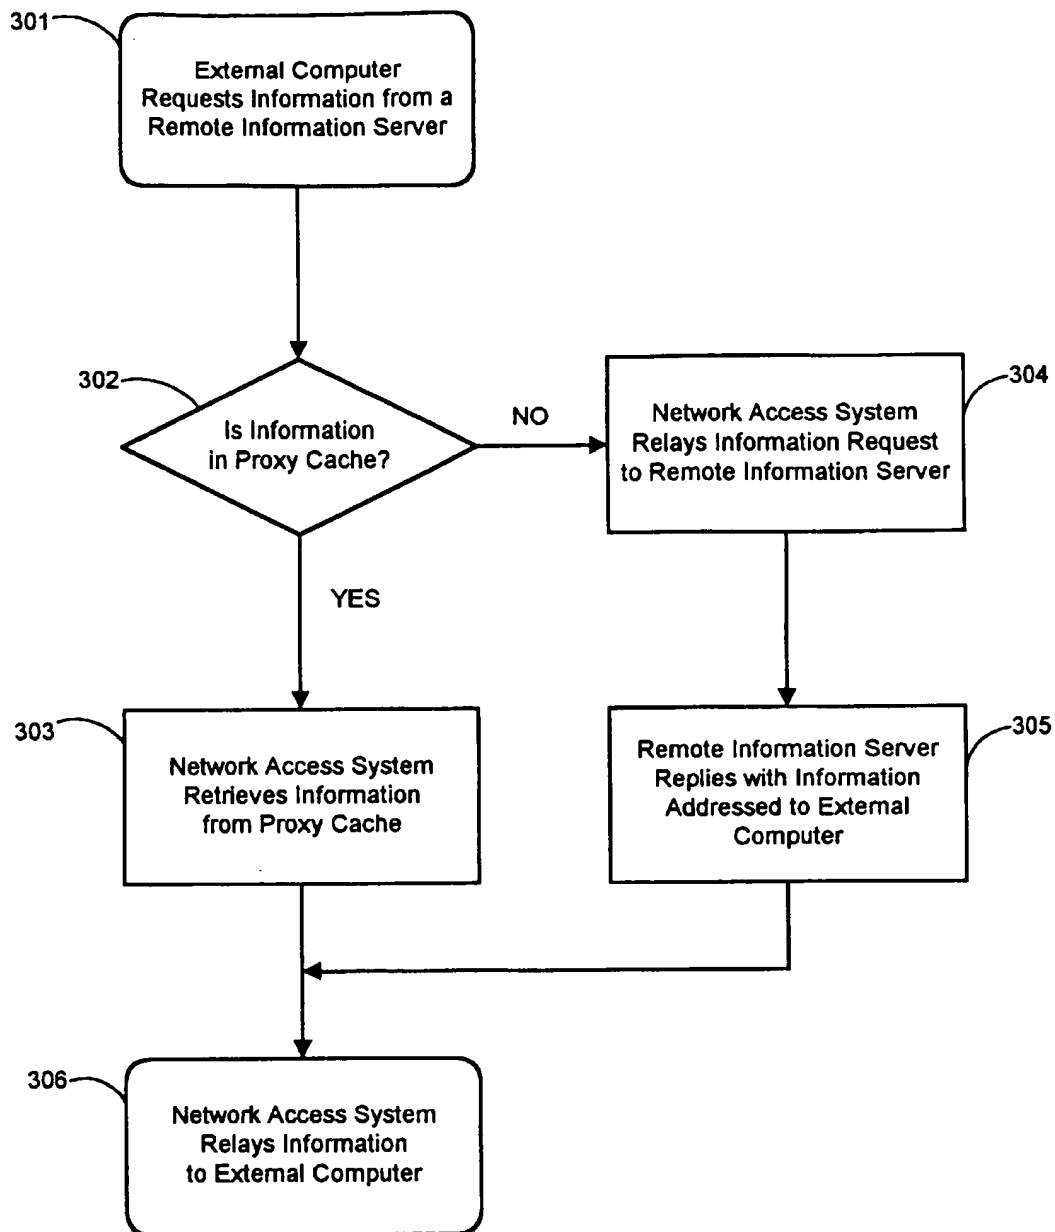 301
External Computer
Requests Information from a
Remote Information Server
302
Is Information
in Proxy Cache?
NO
304
Network Access System
Relays Information Request
to Remote Information Server
YES
303
Network Access System
Retrieves Information
from Proxy Cache
305
Remote Information Server
Replies with Information
Addressed to External
Computer
306
Network Access System
Relays Information
to External Computer